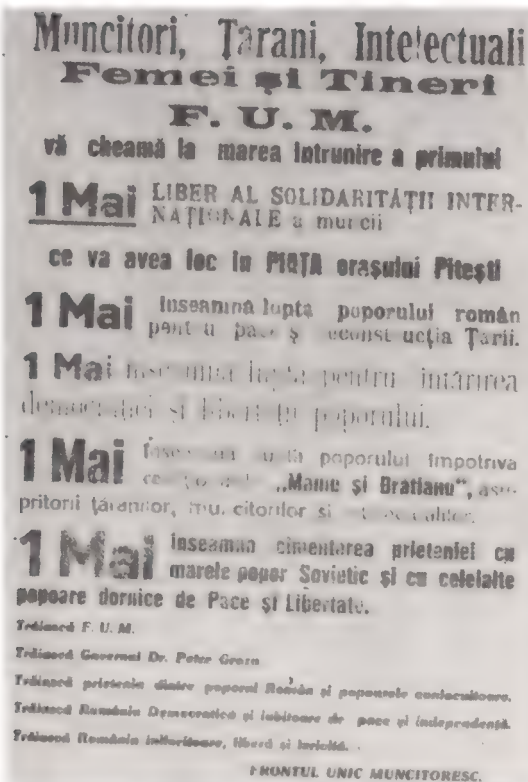 Muncitori, Țarani, Intelectuali
Femei și Tineri
F. U. M.
vă cheamă la marea întrunire a primului
1 Mai LIBER AL SOLIDARITĂȚII INTER-
NAȚIONALE a muncii
ce va avea loc în PIAȚA orașului Pitești
1 Mai înseamnă lupta poporului român
pentru pace și reconstrucția Țării.
1 Mai înseamnă lupta pentru întărirea
democrației și libertății poporului.
1 Mai poporului împotriva
„Maniu și Bratianu”, asu-
pritorii țăranilor, muncitorilor și
1 Mai înseamnă cimentarea prieteniei cu
marele popor Sovietic și cu celelalte
popoare dornice de Pace și Libertate.
Trăiască F. U. M.
Trăiască Guvernul Dr. Petru Groza
Trăiască prietenia dintre poporul Român și popoarele conlocuitoare.
Trăiască România Democratică și iubitoare de pace și independență.
Trăiască România înfloritoare, liberă și fericită.
FRONTUL UNIC MUNCITORESC.